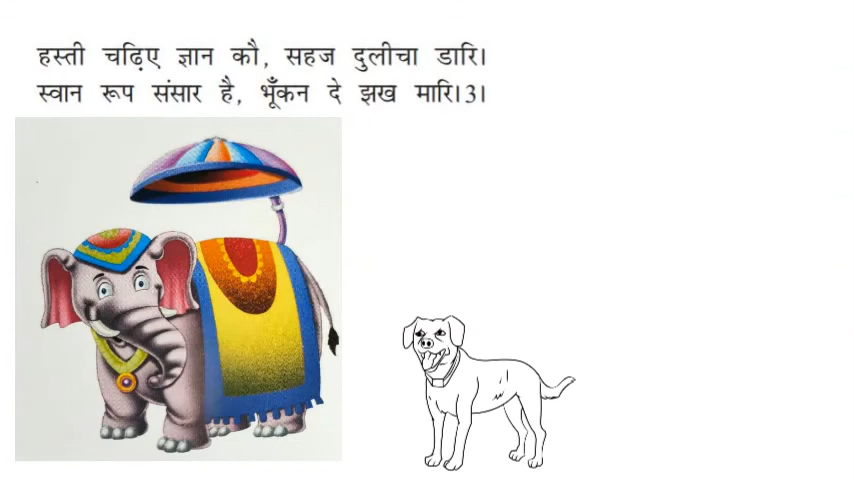 हस्ती चढ़िए ज्ञान कौ, सहज दुलीचा डारि।
स्वान रूप संसार है, भूँकन दे झख मारि।3।